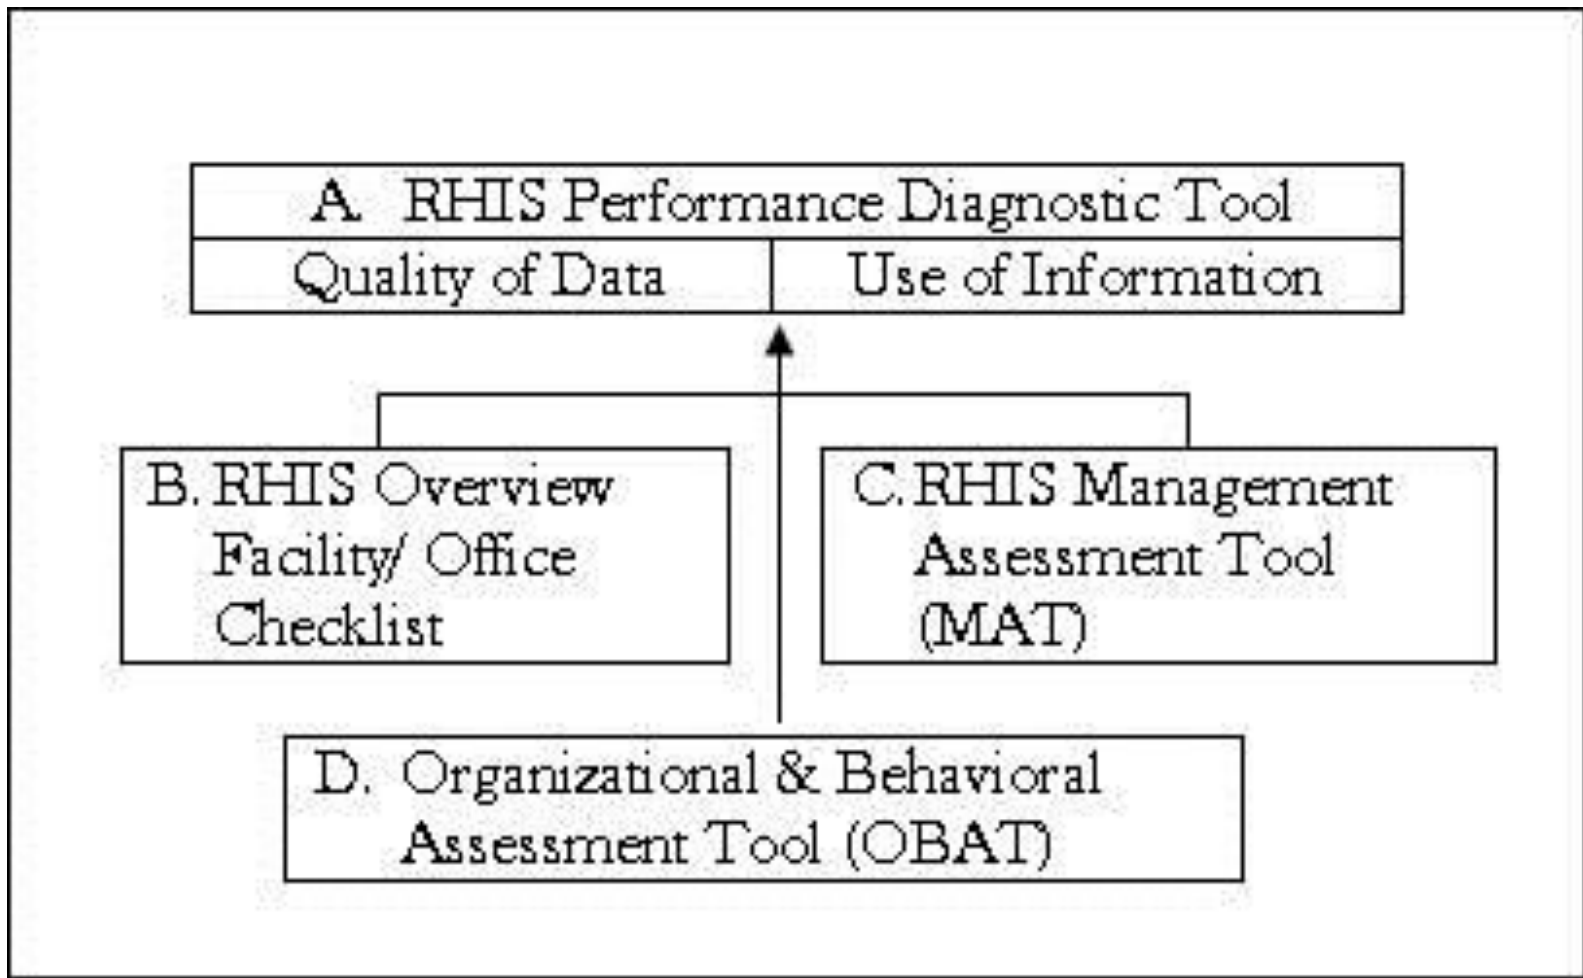 A. RHIS Performance Diagnostic Tool
Quality of Data
Use of Information
B. RHIS Overview
Facility/ Office
Checklist
C. RHIS Management
Assessment Tool
(MAT)
D. Organizational & Behavioral
Assessment Tool (OBAT)